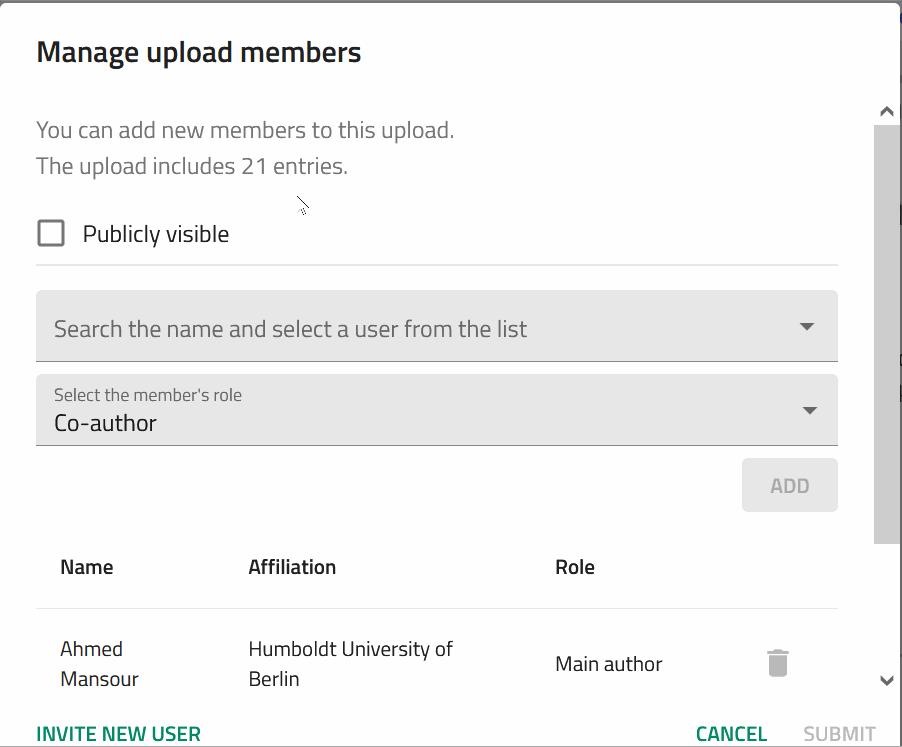 Manage upload members
You can add new members to this upload.
The upload includes 21 entries.
Publicly visible
Search the name and select a user from the list
Select the member's role
Co-author
ADD
Name Affiliation Role
Ahmed Mansour Humboldt University of Berlin Main author
INVITE NEW USER CANCEL SUBMIT